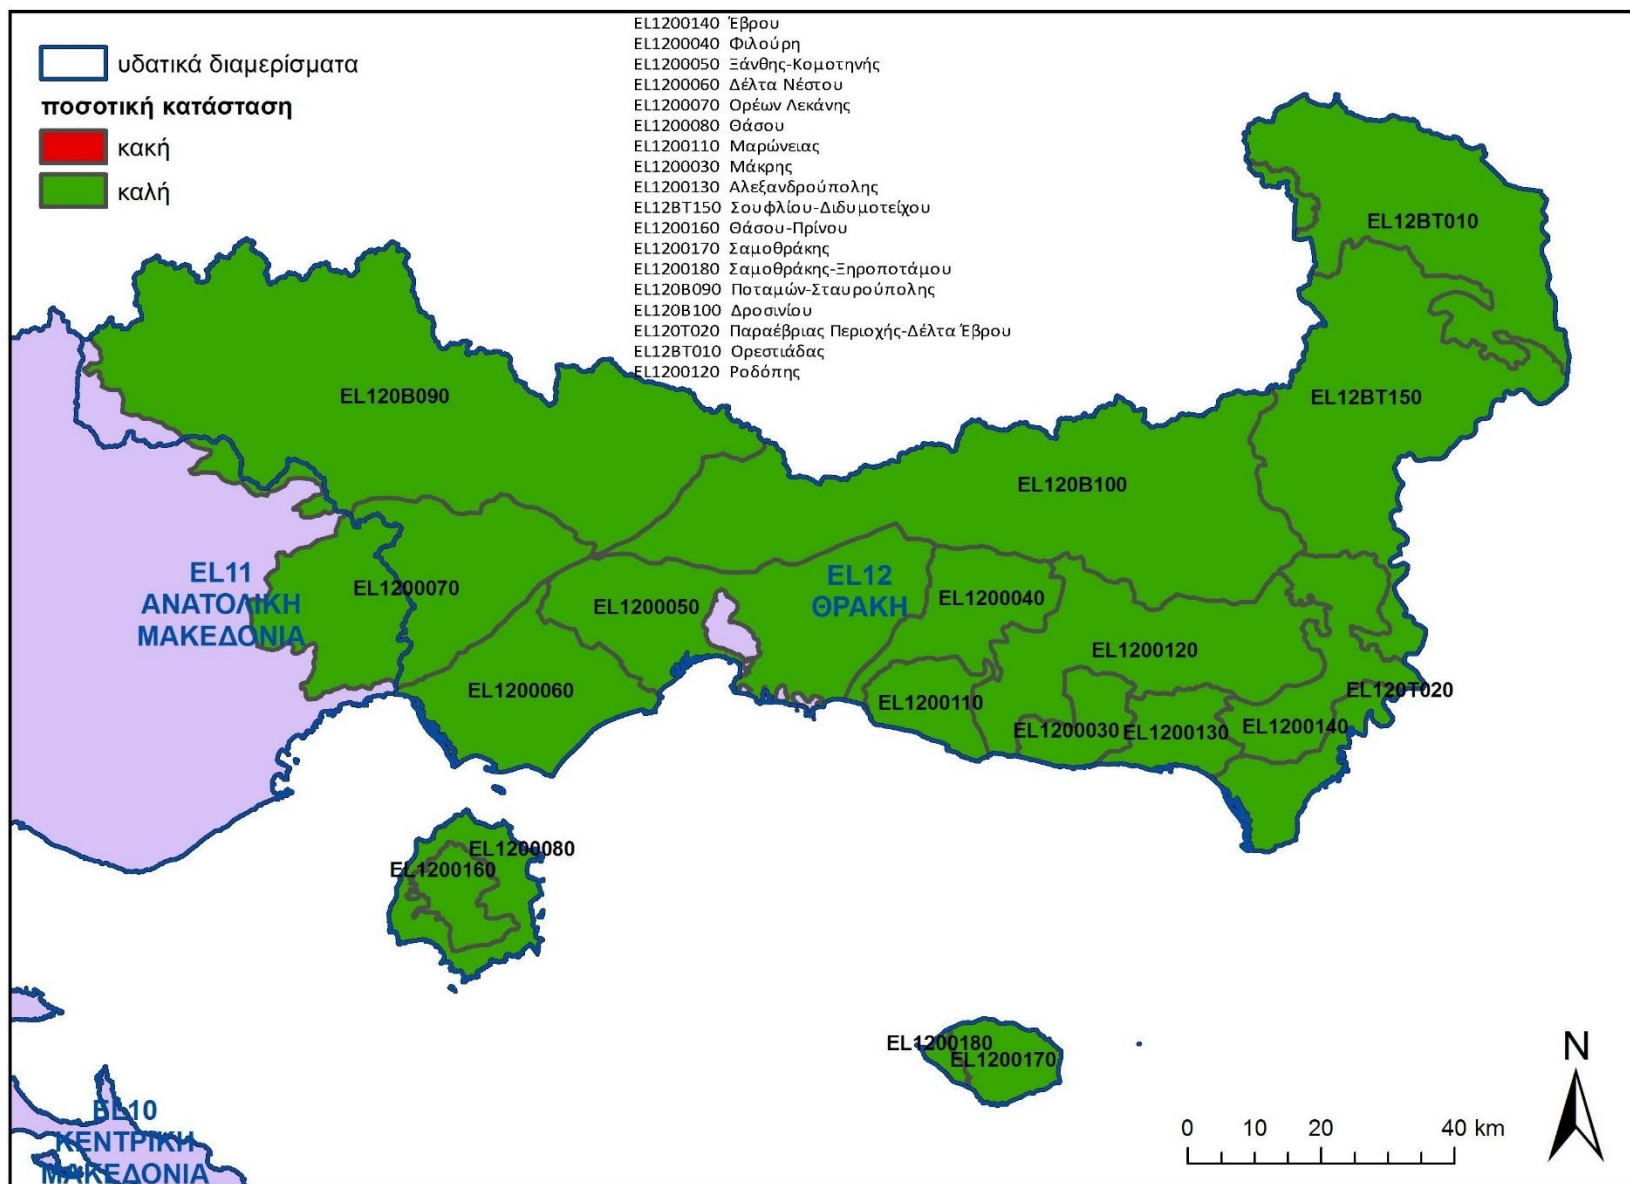 υδατικά διαμερίσματα
ποσοτική κατάσταση
κακή
καλή
EL1200140 Έβρου
EL1200040 Φιλούρη
EL1200050 Ξάνθης-Κομοτηνής
EL1200060 Δέλτα Νέστου
EL1200070 Ορέων Λεκάνης
EL1200080 Θάσου
EL1200110 Μαρώνειας
EL1200030 Μάκρης
EL1200130 Αλεξανδρούπολης
EL12BT150 Σουφλίου-Διδυμοτείχου
EL1200160 Θάσου-Πρίνου
EL1200170 Σαμοθράκης
EL1200180 Σαμοθράκης-Ξηροποτάμου
EL120B090 Ποταμών-Σταυρούπολης
EL120B100 Δροσινίου
EL120T020 Παραέβριας Περιοχής-Δέλτα Έβρου
EL12BT010 Ορεστιάδας
EL1200120 Ροδόπης
EL12BT010
EL120B090
EL12BT150
EL120B100
EL11
ΑΝΑΤΟΛΙΚΗ
ΜΑΚΕΔΟΝΙΑ
EL1200070
EL1200050
EL12
ΘΡΑΚΗ
EL1200040
EL1200120
EL1200060
EL1200110
EL120T020
EL1200030
EL1200130
EL1200140
EL1200080
EL1200160
EL1200180
EL1200170
EL10
ΚΕΝΤΡΙΚΗ
ΜΑΚΕΔΟΝΙΑ
N
0 10 20 40 km